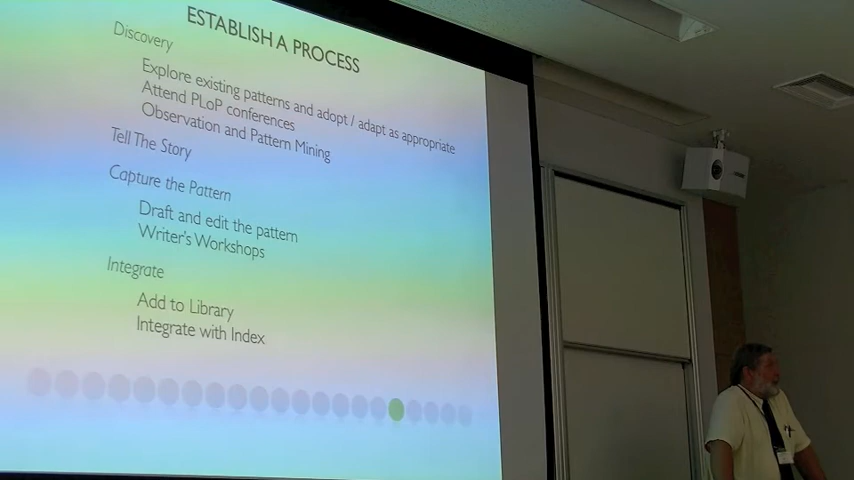 ESTABLISH A PROCESS
Discovery
Explore existing patterns and adopt / adapt as appropriate
Attend PLoP conferences
Observation and Pattern Mining
Tell The Story
Capture the Pattern
Draft and edit the pattern
Writer's Workshops
Integrate
Add to Library
Integrate with Index